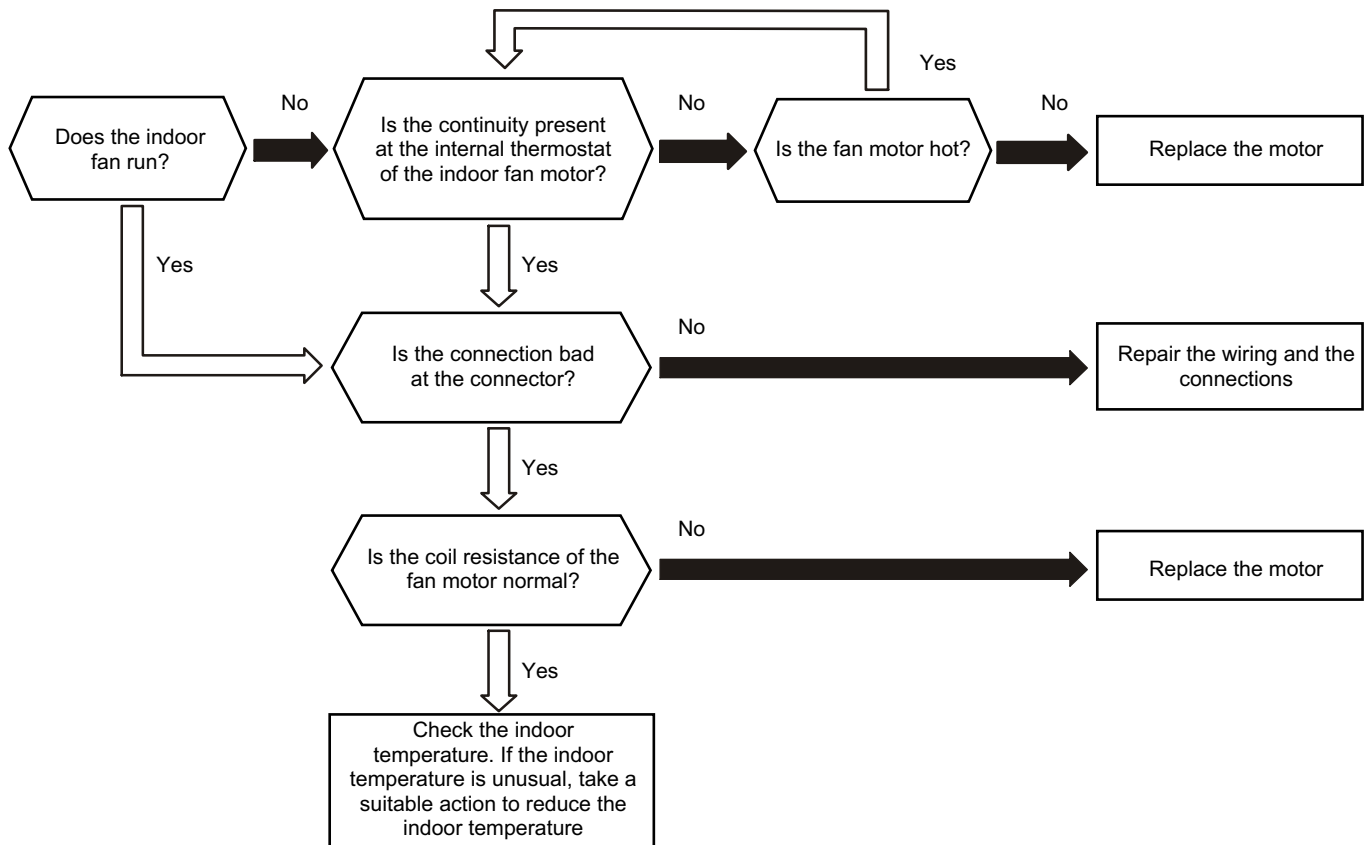 Yes
No
No
No
Does the indoor
fan run?
Is the continuity present
at the internal thermostat
of the indoor fan motor?
Is the fan motor hot?
Replace the motor
Yes
Yes
No
Is the connection bad
at the connector?
Repair the wiring and the
connections
Yes
No
Is the coil resistance of the
fan motor normal?
Replace the motor
Yes
Check the indoor
temperature. If the indoor
temperature is unusual, take a
suitable action to reduce the
indoor temperature